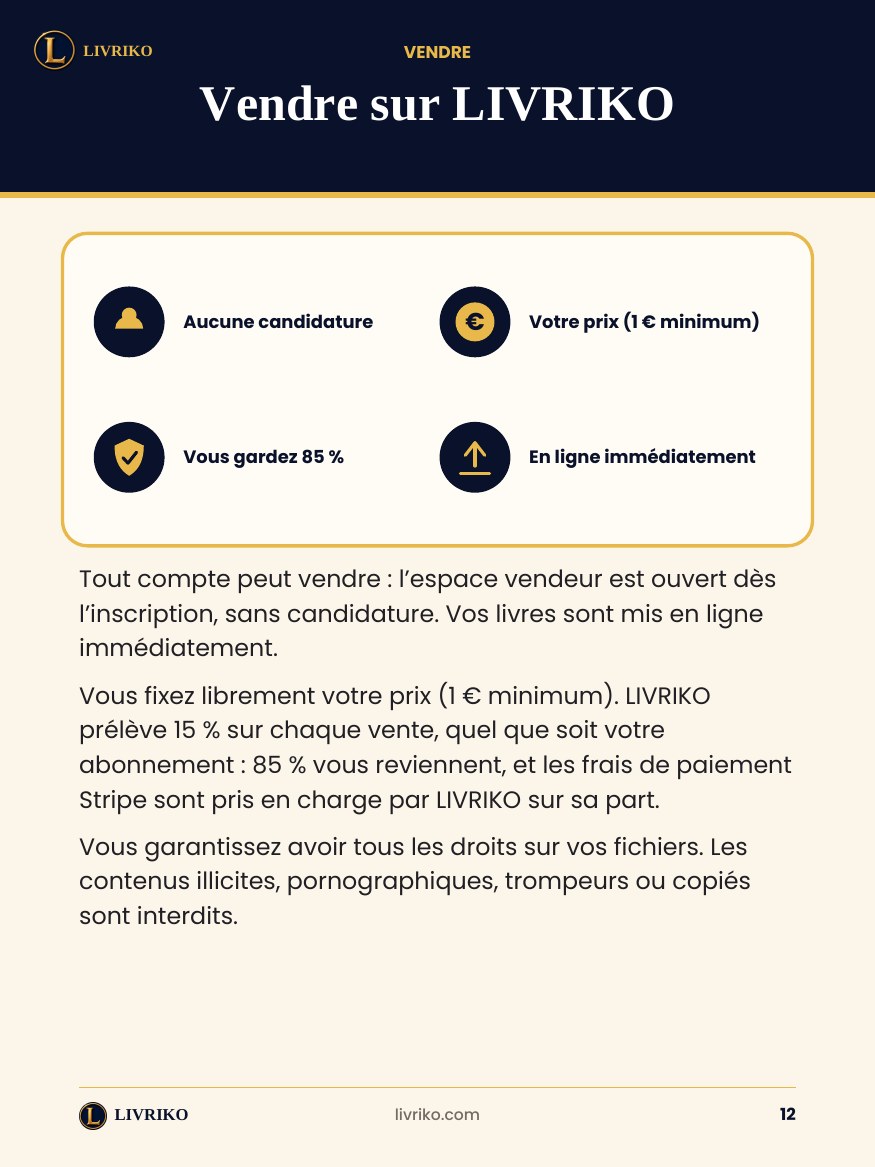 LIVRIKO
VENDRE
Vendre sur LIVRIKO
Aucune candidature
Votre prix (1 € minimum)
Vous gardez 85 %
En ligne immédiatement
Tout compte peut vendre : l’espace vendeur est ouvert dès
l’inscription, sans candidature. Vos livres sont mis en ligne
immédiatement.
Vous fixez librement votre prix (1 € minimum). LIVRIKO
prélève 15 % sur chaque vente, quel que soit votre
abonnement : 85 % vous reviennent, et les frais de paiement
Stripe sont pris en charge par LIVRIKO sur sa part.
Vous garantissez avoir tous les droits sur vos fichiers. Les
contenus illicites, pornographiques, trompeurs ou copiés
sont interdits.
LIVRIKO
livriko.com
12